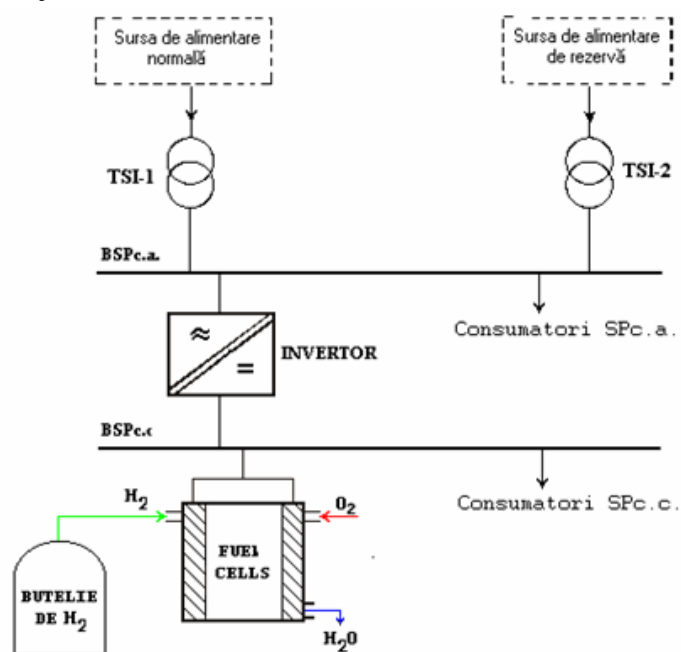 Sursa de alimentare
normală
Sursa de alimentare
de rezervă
TSI-1
TSI-2
BSPc.a.
Consumatori SPc.a.
≈
=
INVERTOR
BSPc.c
Consumatori SPc.c.
H2
O2
FUEL
CELLS
BUTELIE
DE H2
H2O